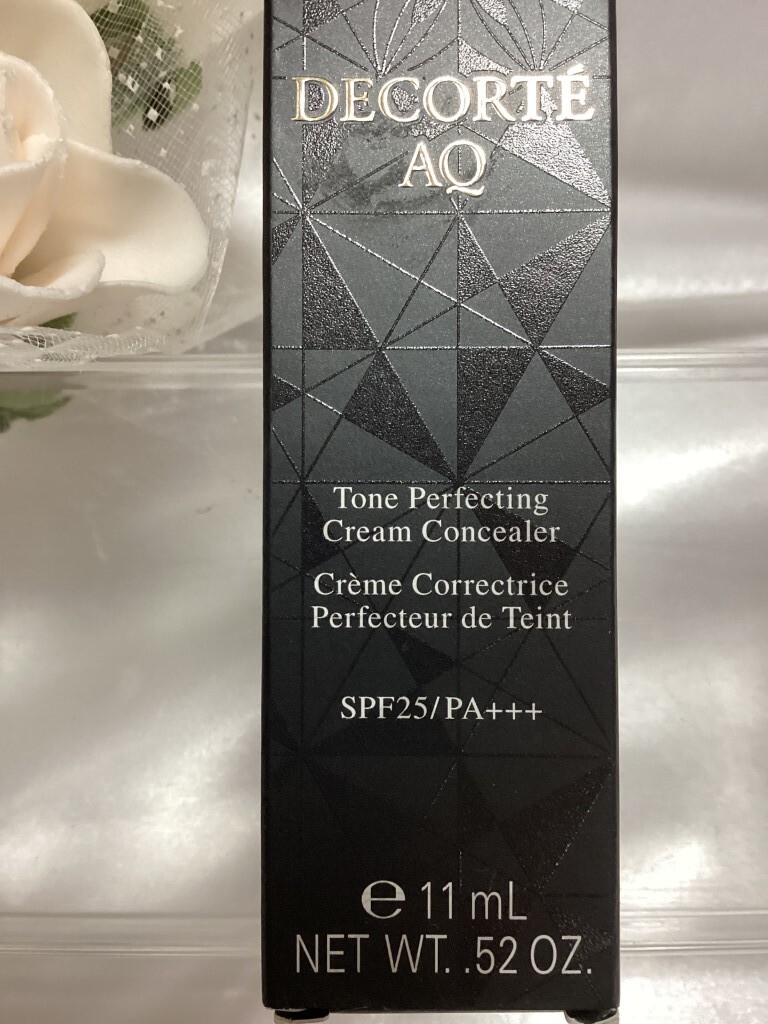 DECORTÉ
AQ
Tone Perfecting
Cream Concealer
Crème Correctrice
Perfecteur de Teint
SPF25/PA+++
℮ 11 mL
NET WT. .52 OZ.